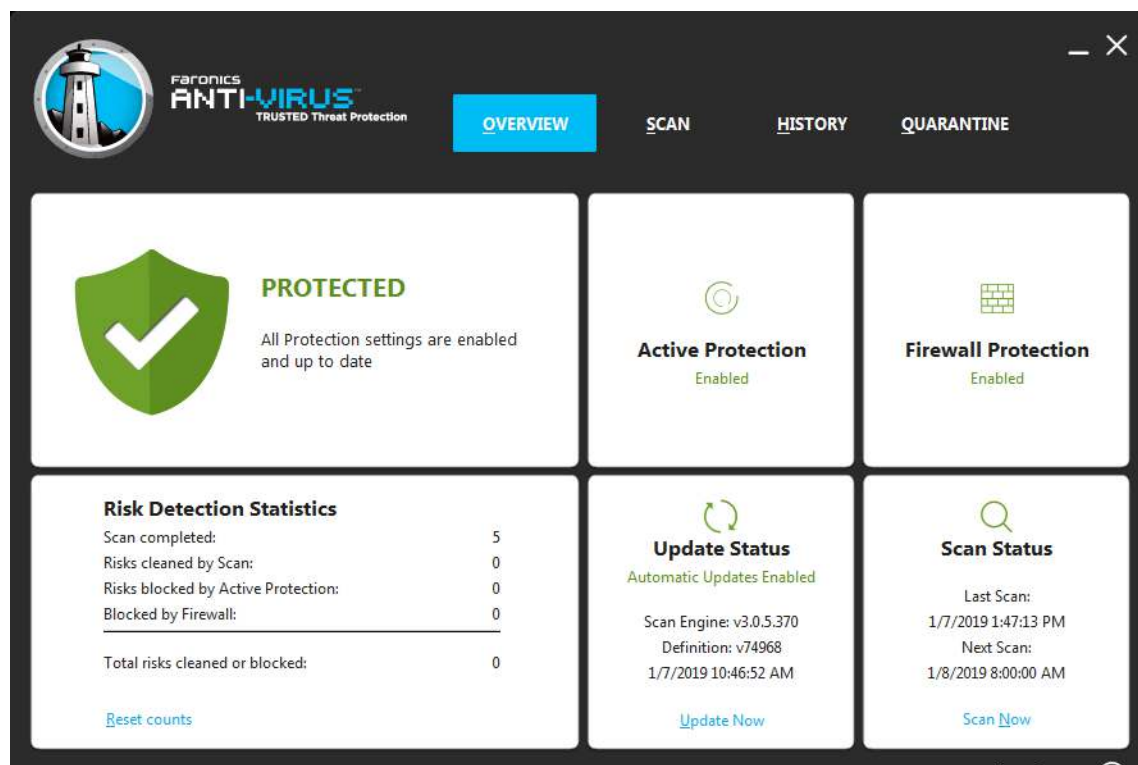 Faronics
ANTI-VIRUS™
TRUSTED Threat Protection
OVERVIEW
SCAN
HISTORY
QUARANTINE
PROTECTED
All Protection settings are enabled
and up to date
Active Protection
Enabled
Firewall Protection
Enabled
Risk Detection Statistics
Scan completed: 5
Risks cleaned by Scan: 0
Risks blocked by Active Protection: 0
Blocked by Firewall: 0
Total risks cleaned or blocked: 0
Reset counts
Update Status
Automatic Updates Enabled
Scan Engine: v3.0.5.370
Definition: v74968
1/7/2019 10:46:52 AM
Update Now
Scan Status
Last Scan:
1/7/2019 1:47:13 PM
Next Scan:
1/8/2019 8:00:00 AM
Scan Now